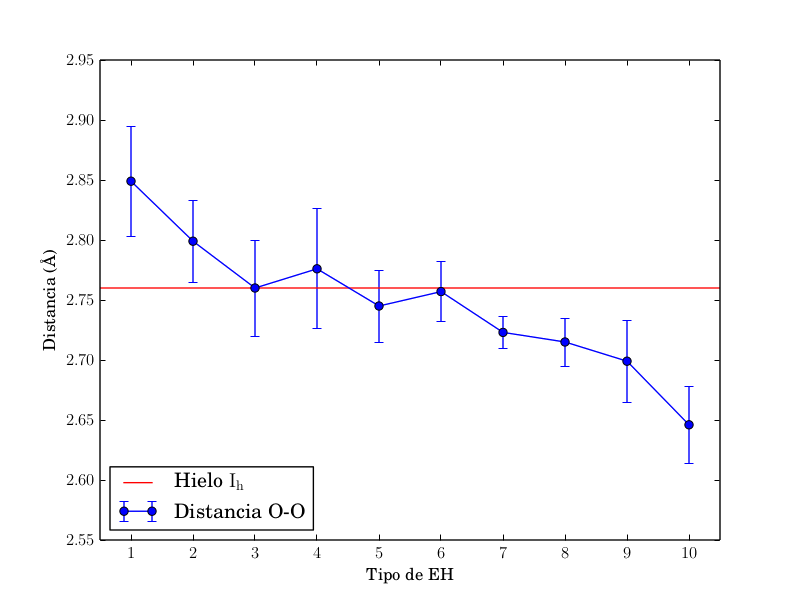 2.95
2.90
2.85
2.80
2.75
2.70
2.65
2.60
2.55
Distancia (Å)
Hielo I_h
Distancia O-O
1 2 3 4 5 6 7 8 9 10
Tipo de EH